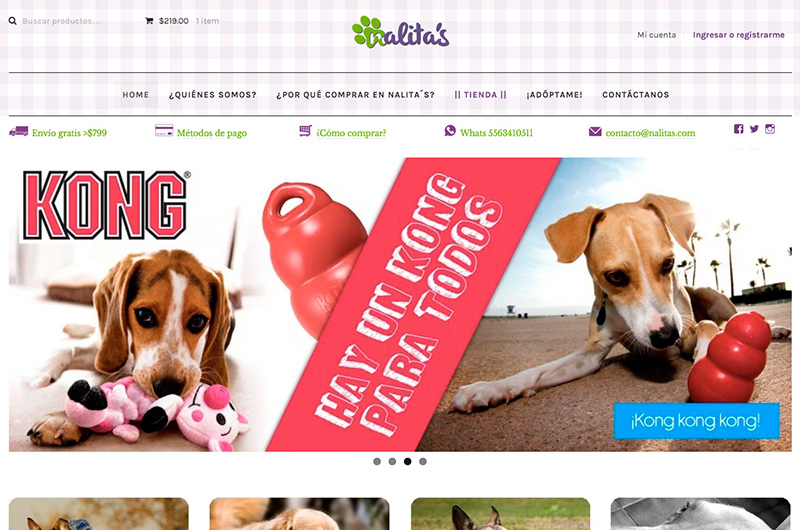 Buscar productos...
$219.00 1 item
nalita's
Mi cuenta
Ingresar o registrarme
HOME
¿QUIÉNES SOMOS?
¿POR QUÉ COMPRAR EN NALITA´S?
|| TIENDA ||
¡ADÓPTAME!
CONTÁCTANOS
Envío gratis >$799
Métodos de pago
¿Cómo comprar?
Whats 5563410511
contacto@nalitas.com
KONG®
KONG
HAY UN KONG
PARA TODOS
¡Kong kong kong!